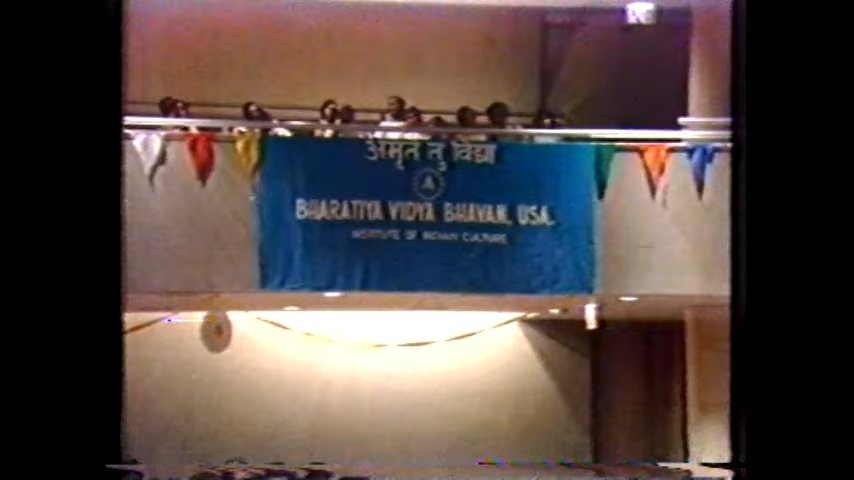 अमृतं तु विद्या
BHARATIYA VIDYA BHAVAN, USA.
INSTITUTE OF INDIAN CULTURE